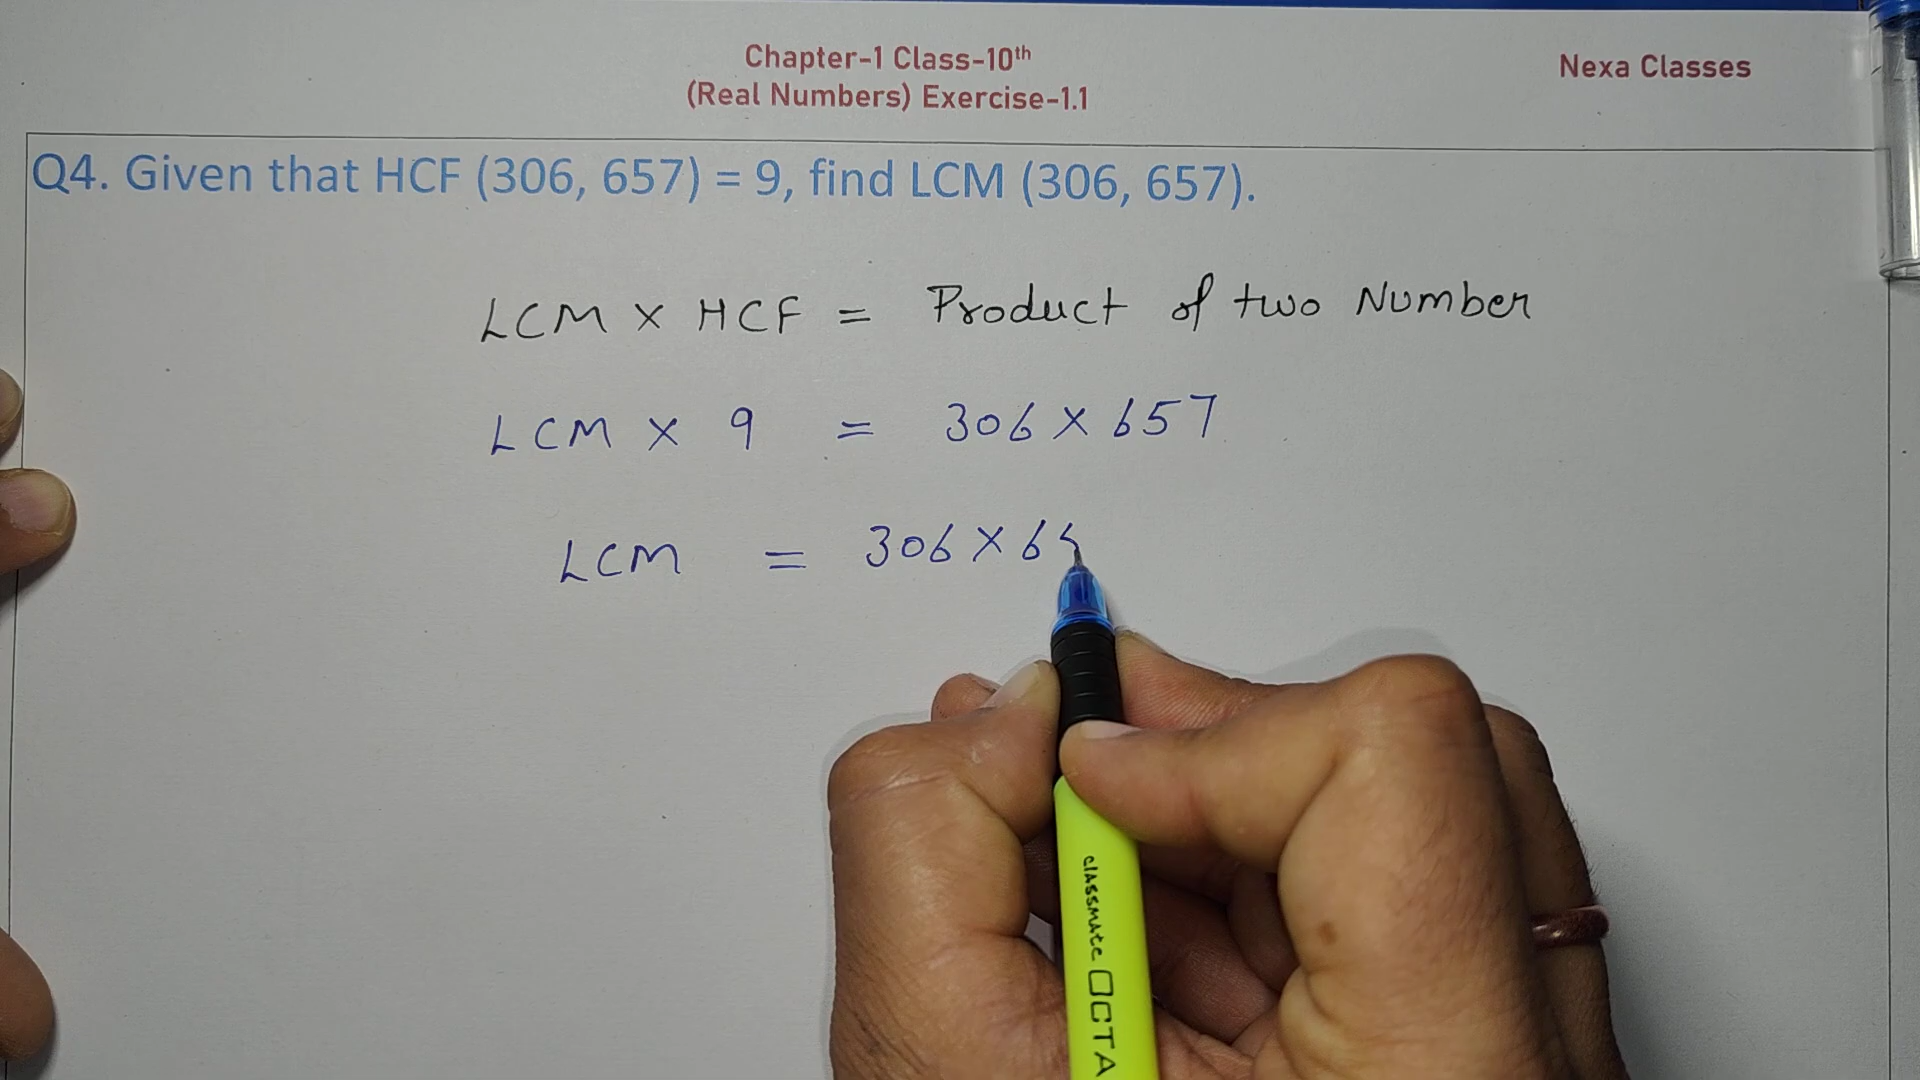 Chapter-1 Class-10th
(Real Numbers) Exercise-1.1
Nexa Classes
Q4. Given that HCF (306, 657) = 9, find LCM (306, 657).
LCM × HCF = Product of two Number
LCM × 9 = 306 × 657
LCM = 306 × 65
classmate OCTA